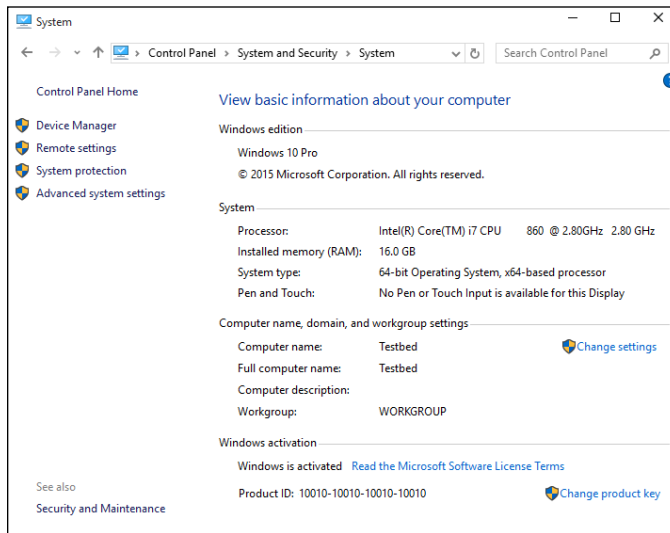 System
Control Panel > System and Security > System
Search Control Panel
Control Panel Home
Device Manager
Remote settings
System protection
Advanced system settings
View basic information about your computer
Windows edition
Windows 10 Pro
© 2015 Microsoft Corporation. All rights reserved.
System
Processor: Intel(R) Core(TM) i7 CPU 860 @ 2.80GHz 2.80 GHz
Installed memory (RAM): 16.0 GB
System type: 64-bit Operating System, x64-based processor
Pen and Touch: No Pen or Touch Input is available for this Display
Computer name, domain, and workgroup settings
Computer name: Testbed Change settings
Full computer name: Testbed
Computer description:
Workgroup: WORKGROUP
Windows activation
Windows is activated Read the Microsoft Software License Terms
Product ID: 10010-10010-10010-10010 Change product key
See also
Security and Maintenance